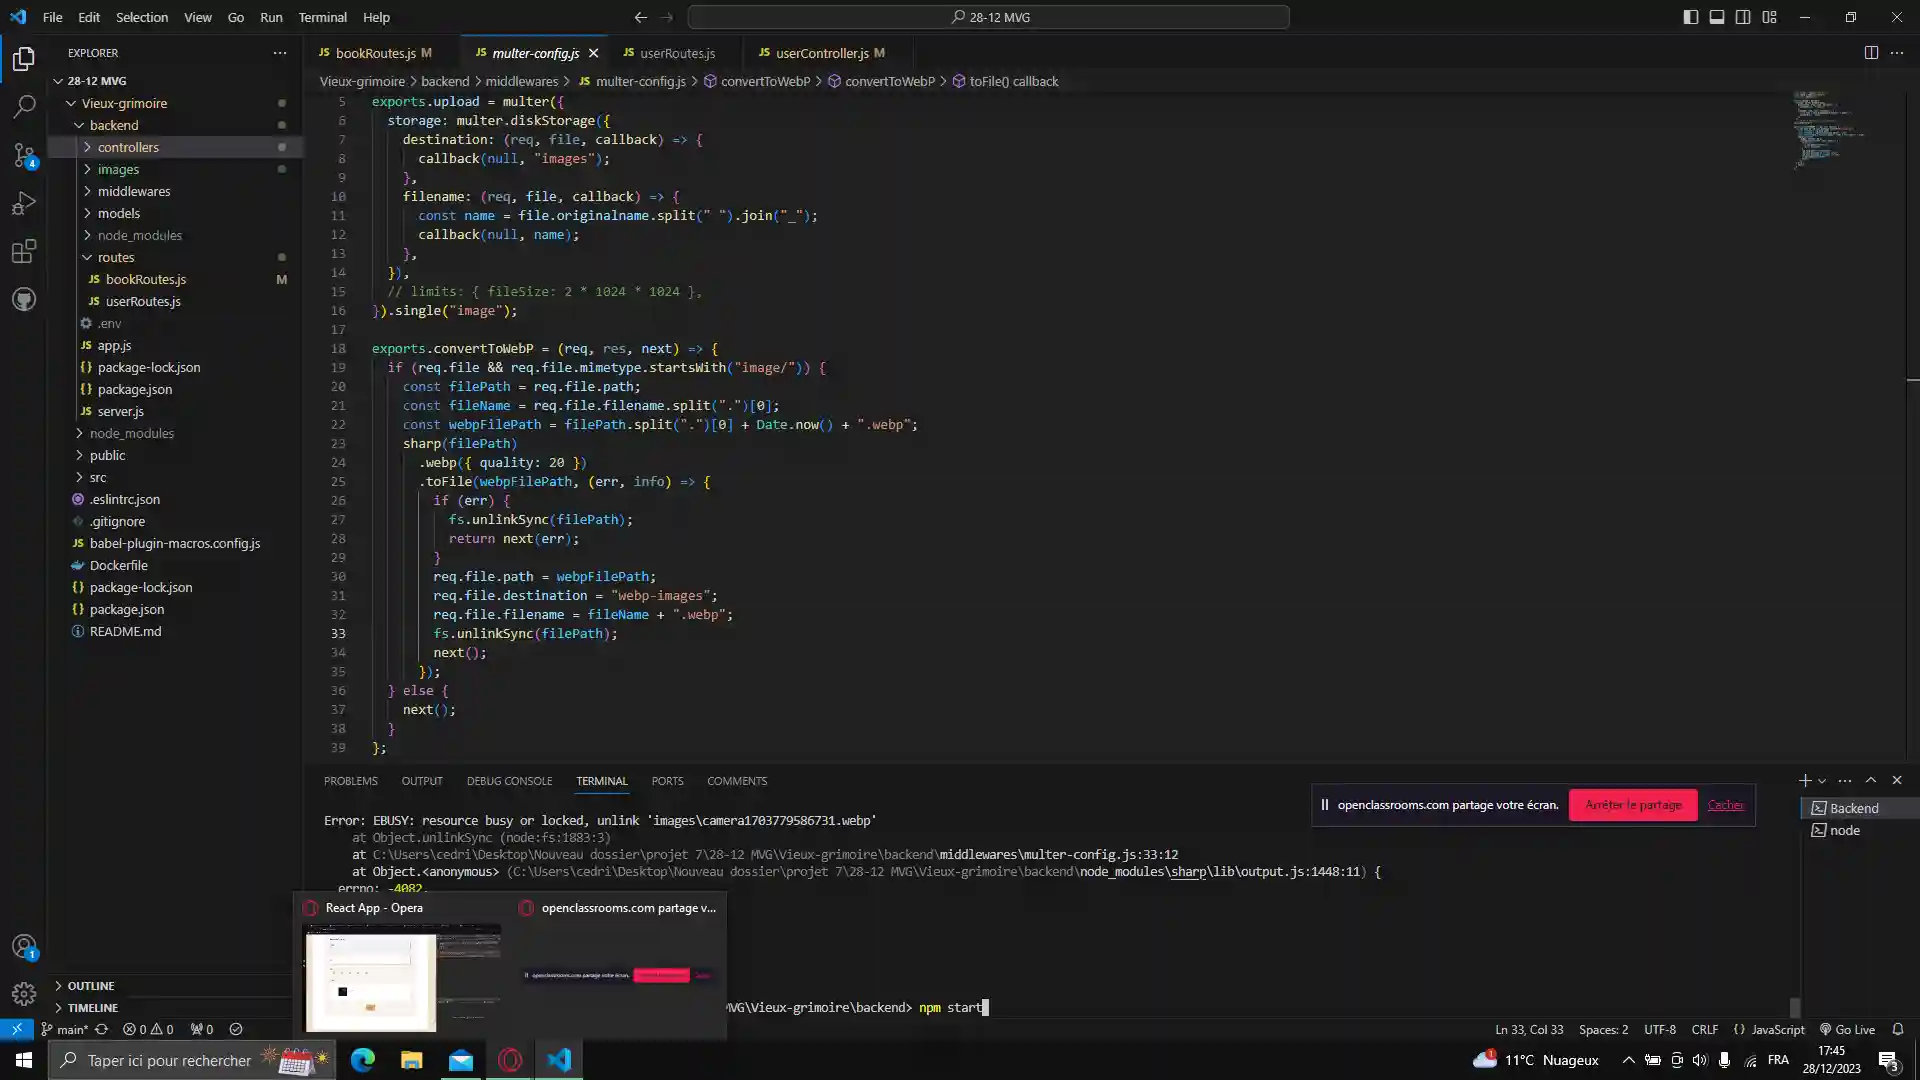 File Edit Selection View Go Run Terminal Help
28-12 MVG
EXPLORER
28-12 MVG
Vieux-grimoire
backend
controllers
images
middlewares
models
node_modules
routes
JS bookRoutes.js M
JS userRoutes.js
.env
JS app.js
{} package-lock.json
{} package.json
JS server.js
node_modules
public
src
.eslintrc.json
.gitignore
JS babel-plugin-macros.config.js
Dockerfile
{} package-lock.json
{} package.json
README.md
OUTLINE
TIMELINE
4
1
JS bookRoutes.js M JS multer-config.js JS userRoutes.js JS userController.js M
Vieux-grimoire > backend > middlewares > JS multer-config.js > convertToWebP > convertToWebP > toFile() callback
5 exports.upload = multer({
6 storage: multer.diskStorage({
7 destination: (req, file, callback) => {
8 callback(null, "images");
9 },
10 filename: (req, file, callback) => {
11 const name = file.originalname.split(" ").join("_");
12 callback(null, name);
13 },
14 }),
15 // limits: { fileSize: 2 * 1024 * 1024 },
16 }).single("image");
17
18 exports.convertToWebP = (req, res, next) => {
19 if (req.file && req.file.mimetype.startsWith("image/")) {
20 const filePath = req.file.path;
21 const fileName = req.file.filename.split(".")[0];
22 const webpFilePath = filePath.split(".")[0] + Date.now() + ".webp";
23 sharp(filePath)
24 .webp({ quality: 20 })
25 .toFile(webpFilePath, (err, info) => {
26 if (err) {
27 fs.unlinkSync(filePath);
28 return next(err);
29 }
30 req.file.path = webpFilePath;
31 req.file.destination = "webp-images";
32 req.file.filename = fileName + ".webp";
33 fs.unlinkSync(filePath);
34 next();
35 });
36 } else {
37 next();
38 }
39 };
PROBLEMS OUTPUT DEBUG CONSOLE TERMINAL PORTS COMMENTS
openclassrooms.com partage votre écran. Arrêter le partage Cacher
Backend
node
Error: EBUSY: resource busy or locked, unlink 'images\camera1703779586731.webp'
at Object.unlinkSync (node:fs:1883:3)
at C:\Users\cedri\Desktop\Nouveau dossier\projet 7\28-12 MVG\Vieux-grimoire\backend\middlewares\multer-config.js:33:12
at Object.<anonymous> (C:\Users\cedri\Desktop\Nouveau dossier\projet 7\28-12 MVG\Vieux-grimoire\backend\node_modules\sharp\lib\output.js:1448:11) {
errno: -4082,
React App - Opera
openclassrooms.com partage v...
openclassrooms.com partage votre écran.
MVG\Vieux-grimoire\backend> npm start
main* 0 0 0
Ln 33, Col 33 Spaces: 2 UTF-8 CRLF {} JavaScript Go Live
Taper ici pour rechercher
1
11°C Nuageux
FRA
17:45
28/12/2023
3